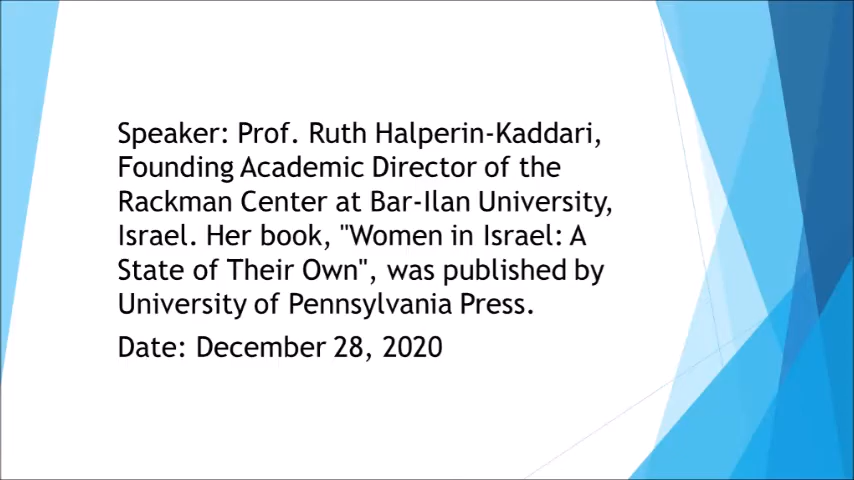 Speaker: Prof. Ruth Halperin-Kaddari,
Founding Academic Director of the
Rackman Center at Bar-Ilan University,
Israel. Her book, "Women in Israel: A
State of Their Own", was published by
University of Pennsylvania Press.
Date: December 28, 2020